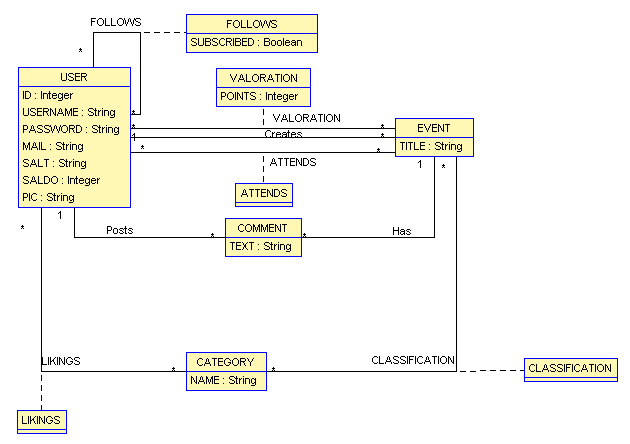 FOLLOWS
FOLLOWS
SUBSCRIBED : Boolean
*
USER
ID : Integer
USERNAME : String
PASSWORD : String
MAIL : String
SALT : String
SALDO : Integer
PIC : String
*
VALORATION
POINTS : Integer
VALORATION
*
*
Creates
1
*
*
*
ATTENDS
ATTENDS
EVENT
TITLE : String
1
*
1
*
Posts
*
COMMENT
TEXT : String
*
Has
LIKINGS
*
CATEGORY
NAME : String
*
CLASSIFICATION
CLASSIFICATION
LIKINGS